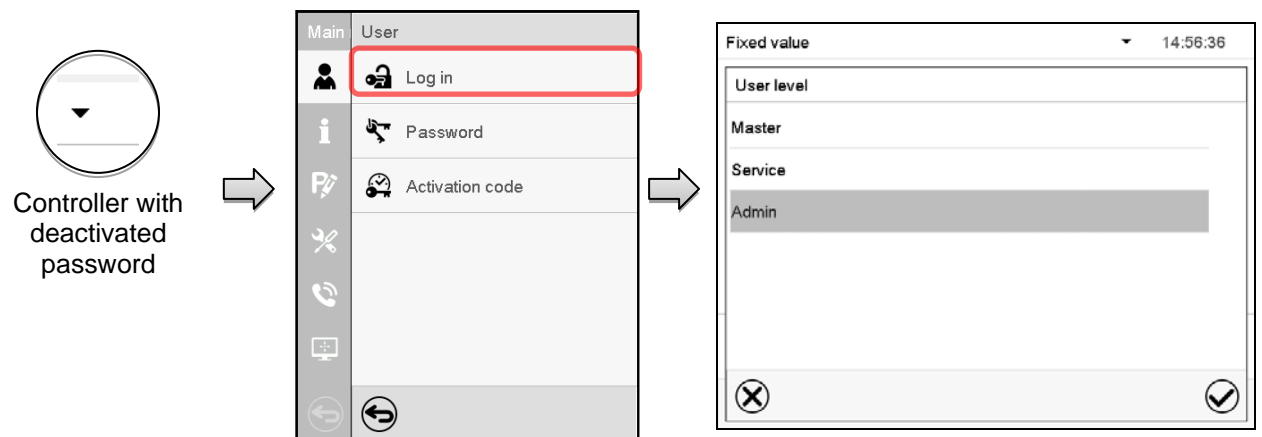 Controller with
deactivated
password
Main
User
Log in
Password
Activation code
Fixed value
14:56:36
User level
Master
Service
Admin